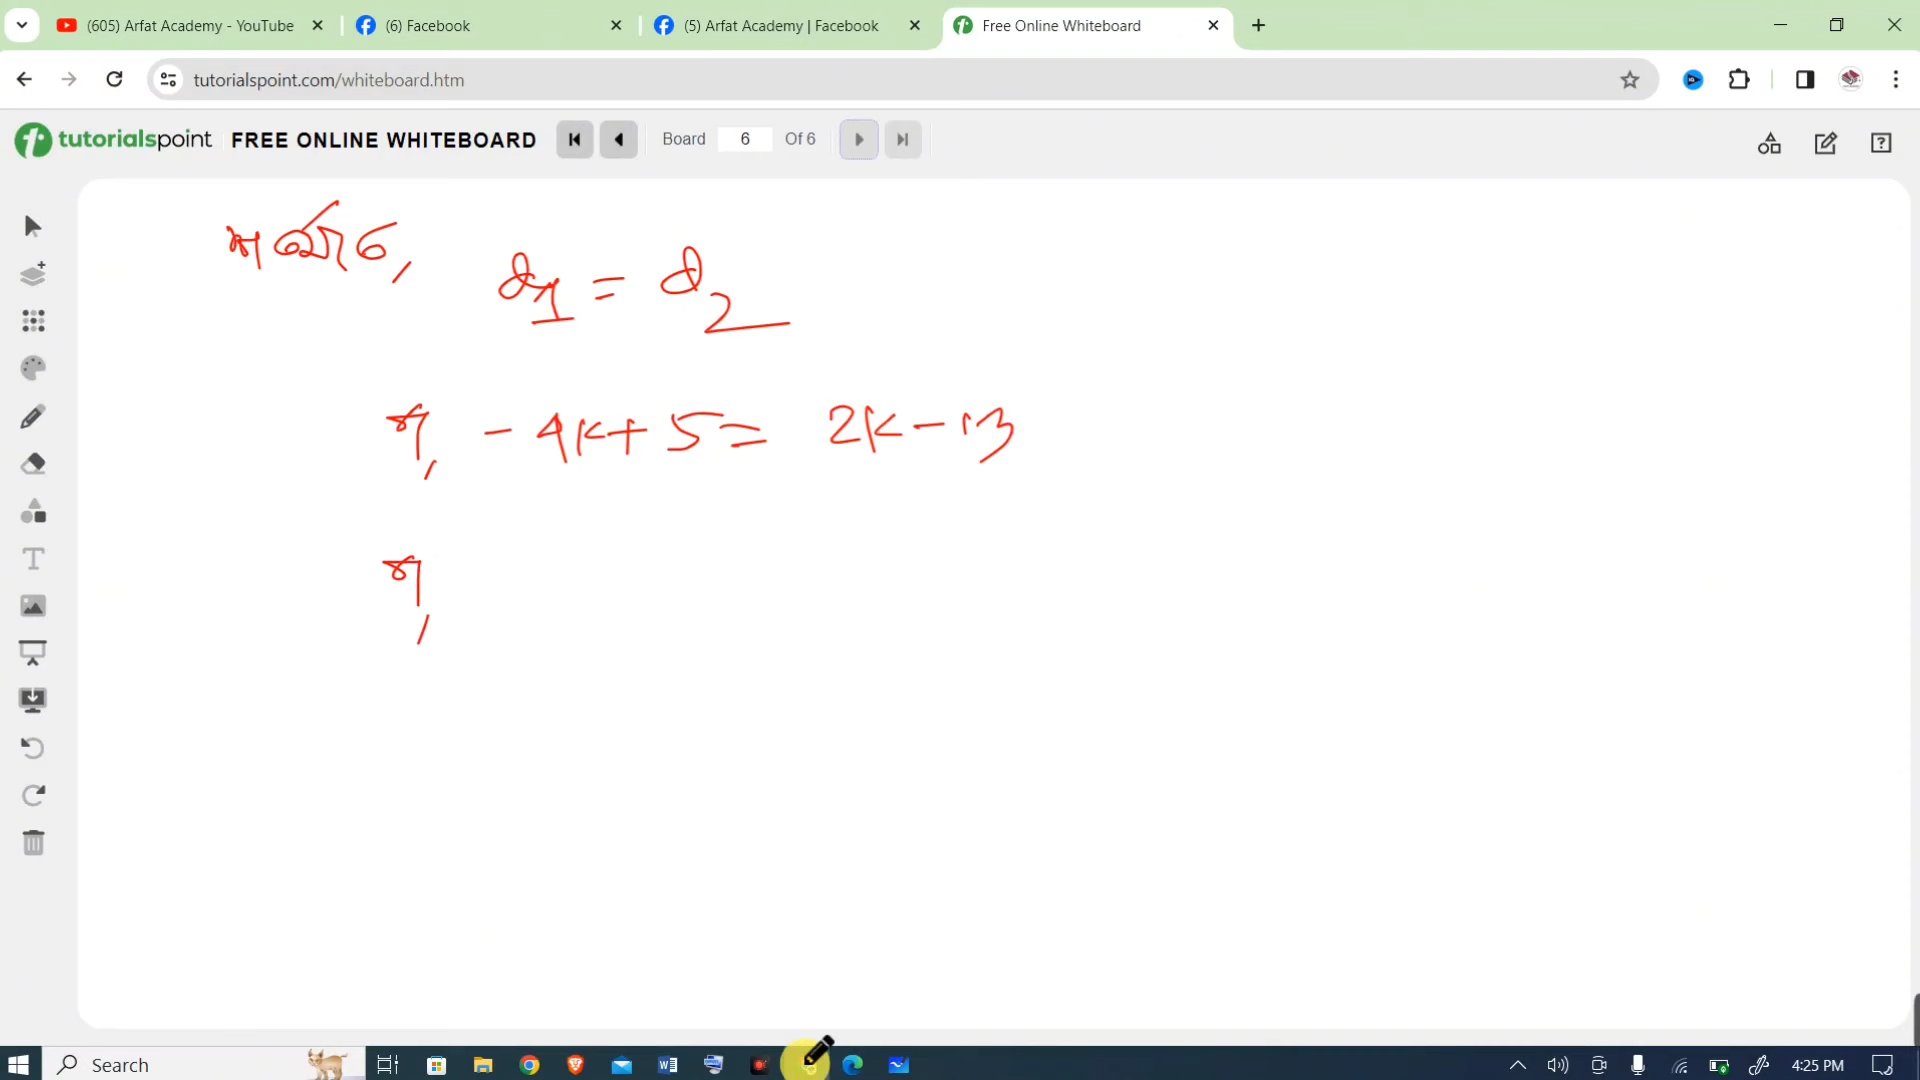 (605) Arfat Academy - YouTube (6) Facebook (5) Arfat Academy | Facebook Free Online Whiteboard
tutorialspoint.com/whiteboard.htm
tutorialspoint FREE ONLINE WHITEBOARD Board 6 Of 6
d1 = d2
বা, - 4K + 5 = 2K - 13
বা,
Search 4:25 PM